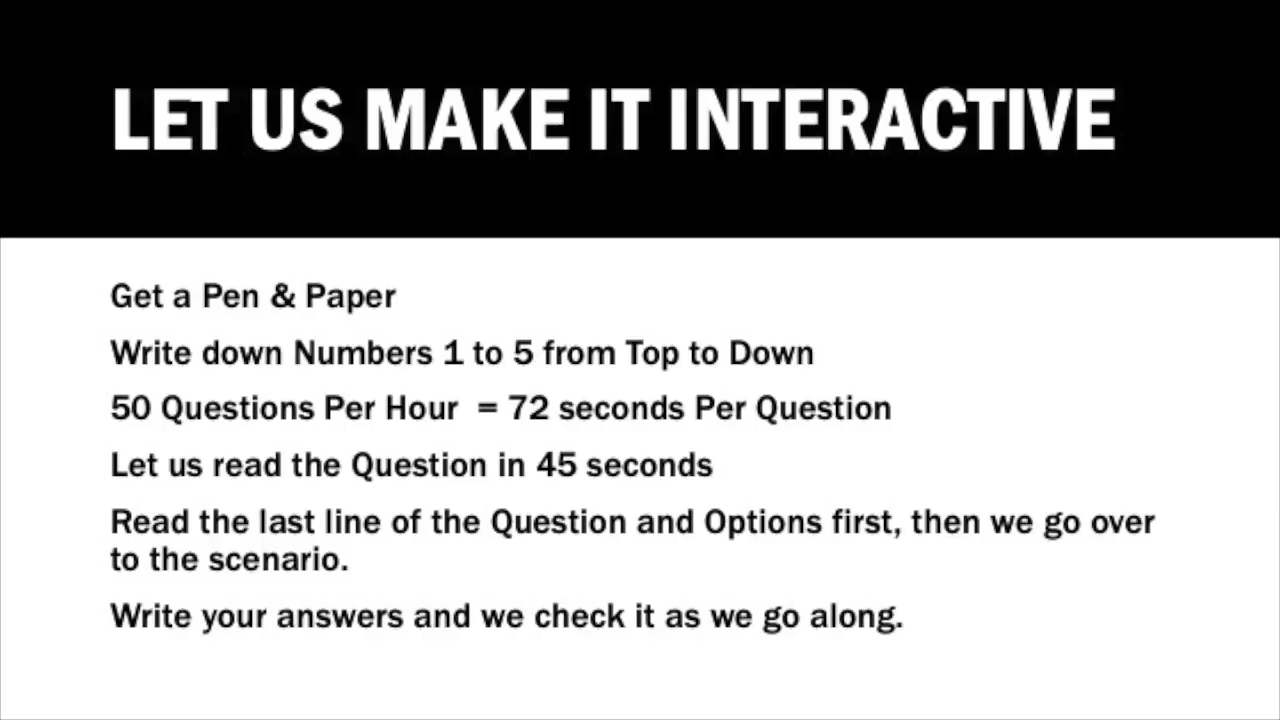 LET US MAKE IT INTERACTIVE
Get a Pen & Paper
Write down Numbers 1 to 5 from Top to Down
50 Questions Per Hour = 72 seconds Per Question
Let us read the Question in 45 seconds
Read the last line of the Question and Options first, then we go over
to the scenario.
Write your answers and we check it as we go along.